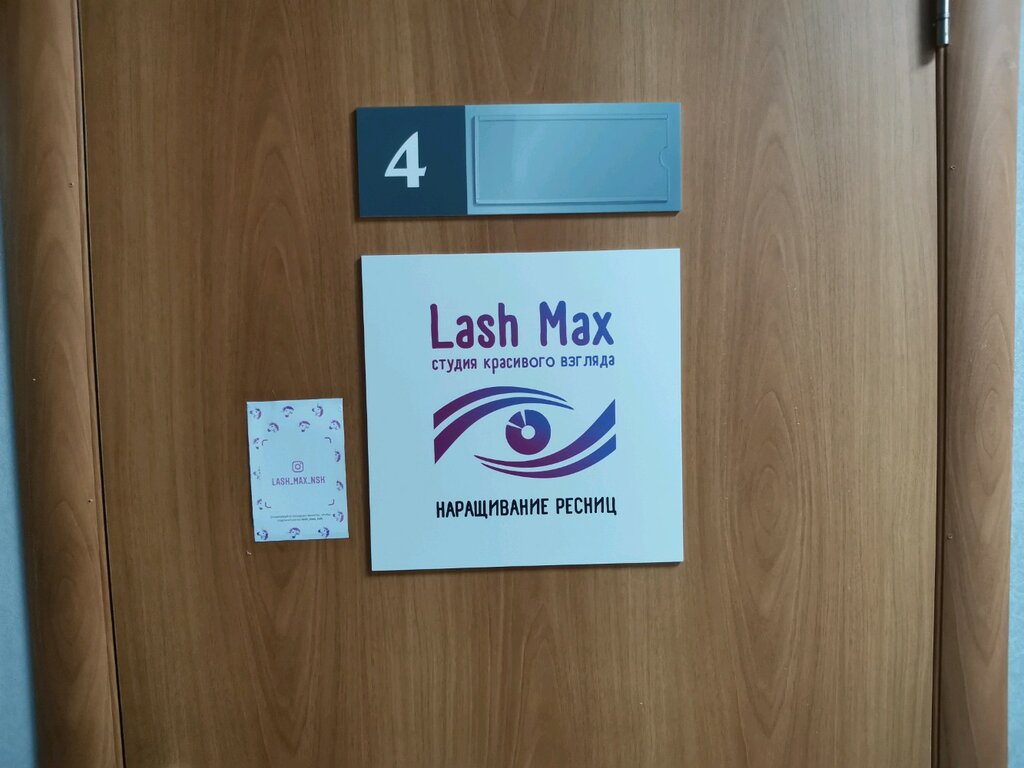 4
Lash Max
студия красивого взгляда
НАРАЩИВАНИЕ РЕСНИЦ
LASH_MAX_NSH